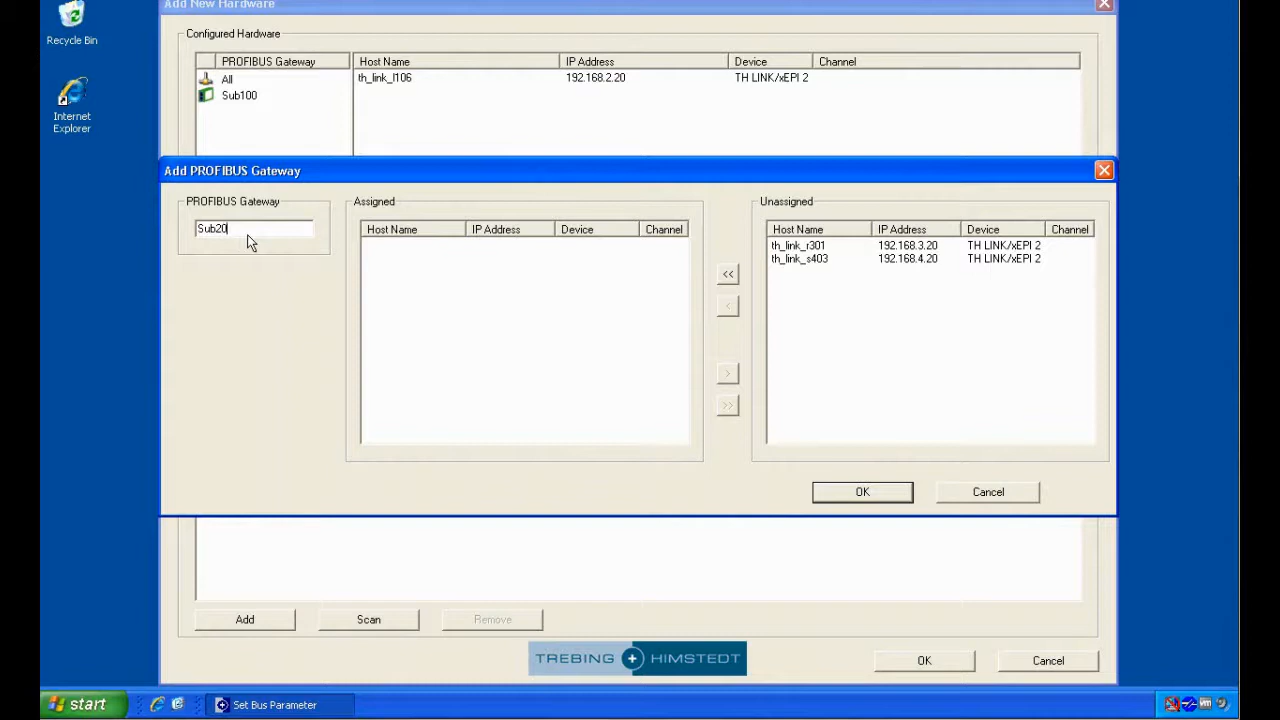 Add New Hardware
Recycle Bin
Internet
Explorer
Configured Hardware
PROFIBUS Gateway
All
Sub100
Host Name IP Address Device Channel
th_link_l106 192.168.2.20 TH LINK/xEPI 2
Add PROFIBUS Gateway
PROFIBUS Gateway
Sub20
Assigned
Host Name IP Address Device Channel
<<
<
>
>>
Unassigned
Host Name IP Address Device Channel
th_link_r301 192.168.3.20 TH LINK/xEPI 2
th_link_s403 192.168.4.20 TH LINK/xEPI 2
OK Cancel
Add Scan Remove
TREBING + HIMSTEDT
OK Cancel
start Set Bus Parameter